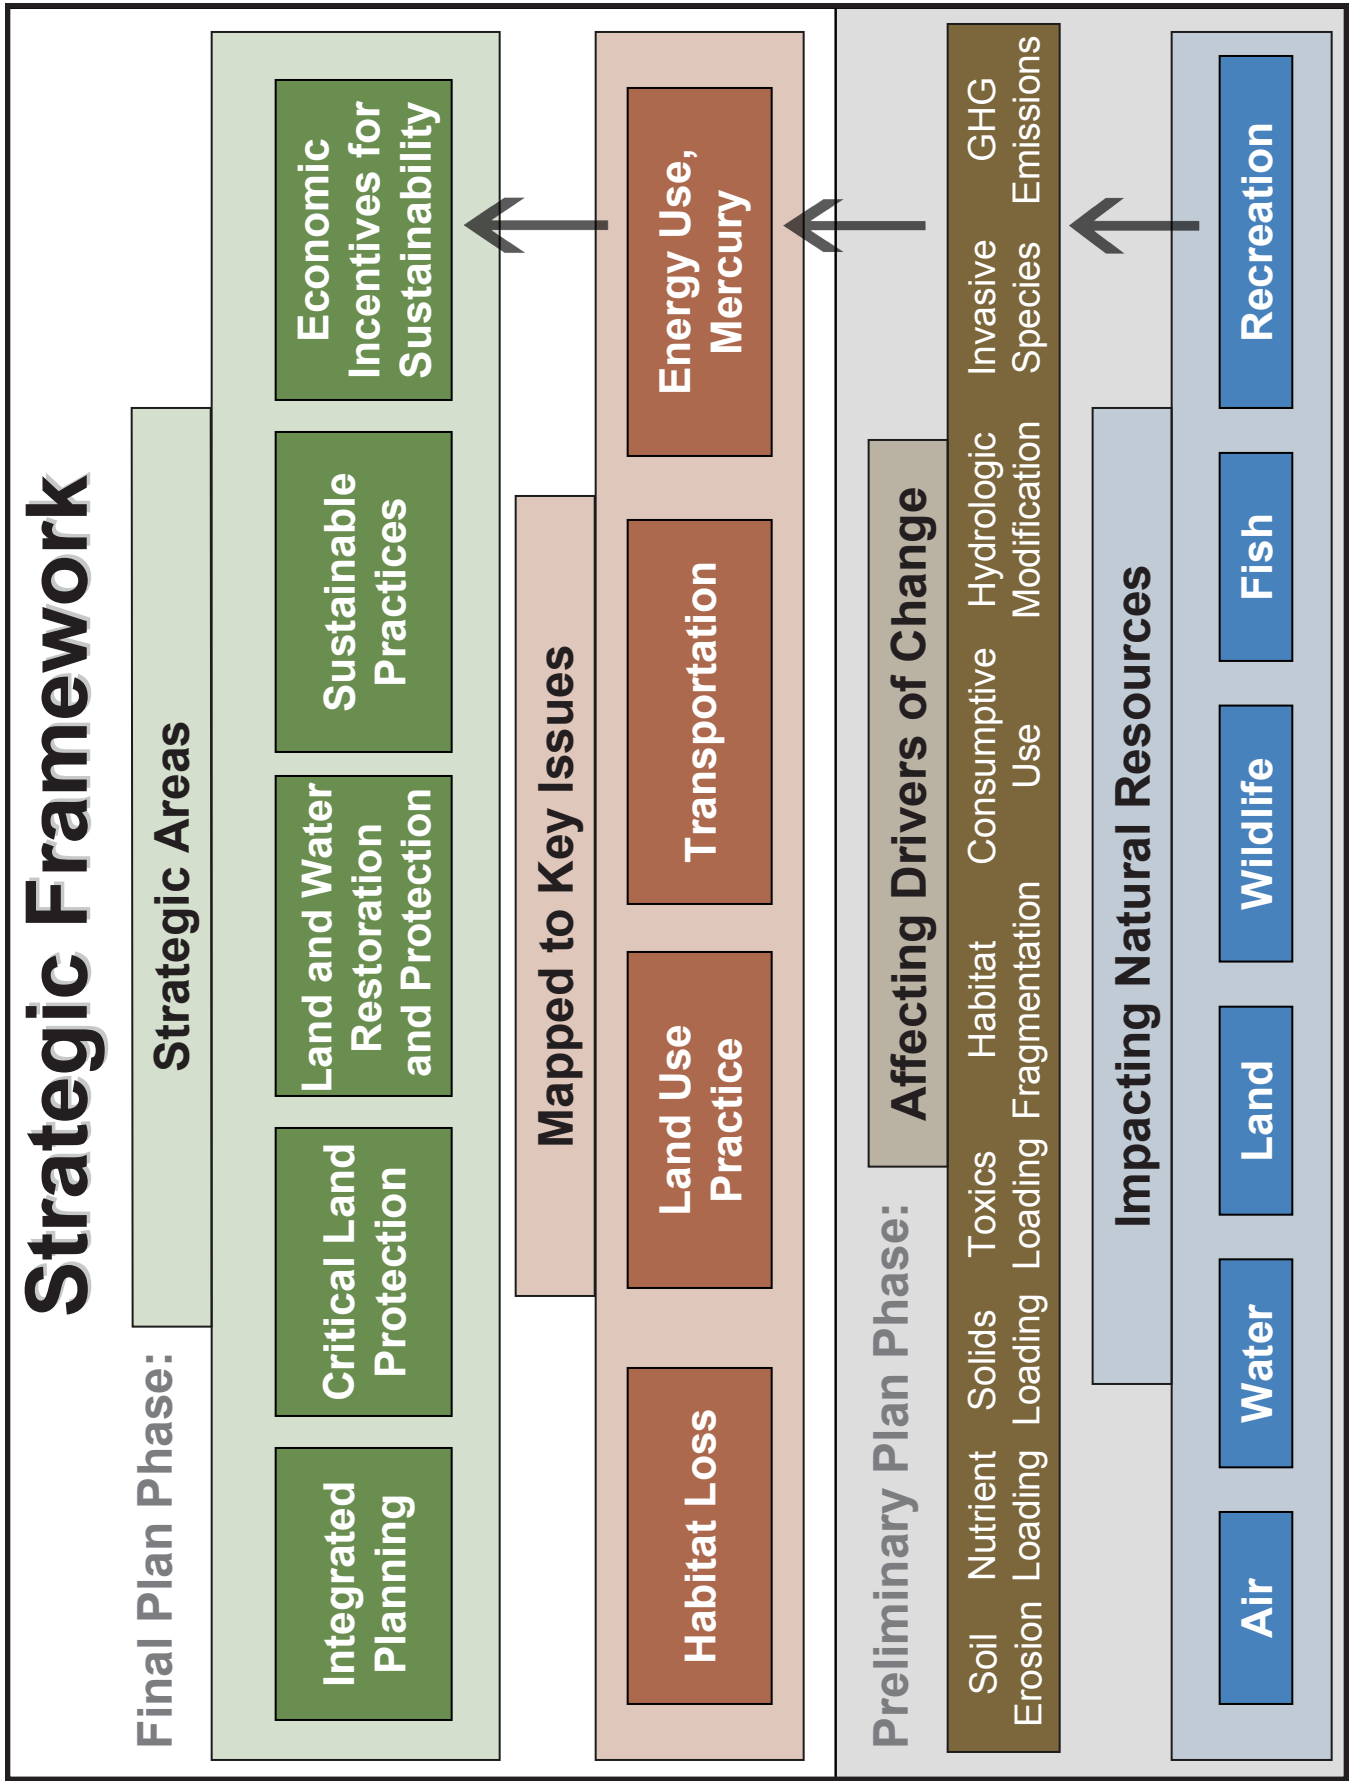 Strategic Framework
Final Plan Phase:
Strategic Areas
Integrated
Planning
Critical Land
Protection
Land and Water
Restoration
and Protection
Sustainable
Practices
Economic
Incentives for
Sustainability
Mapped to Key Issues
Habitat Loss
Land Use
Practice
Transportation
Energy Use,
Mercury
Preliminary Plan Phase:
Affecting Drivers of Change
Soil
Erosion
Nutrient
Loading
Solids
Loading
Toxics
Loading
Habitat
Fragmentation
Consumptive
Use
Hydrologic
Modification
Invasive
Species
GHG
Emissions
Impacting Natural Resources
Air
Water
Land
Wildlife
Fish
Recreation